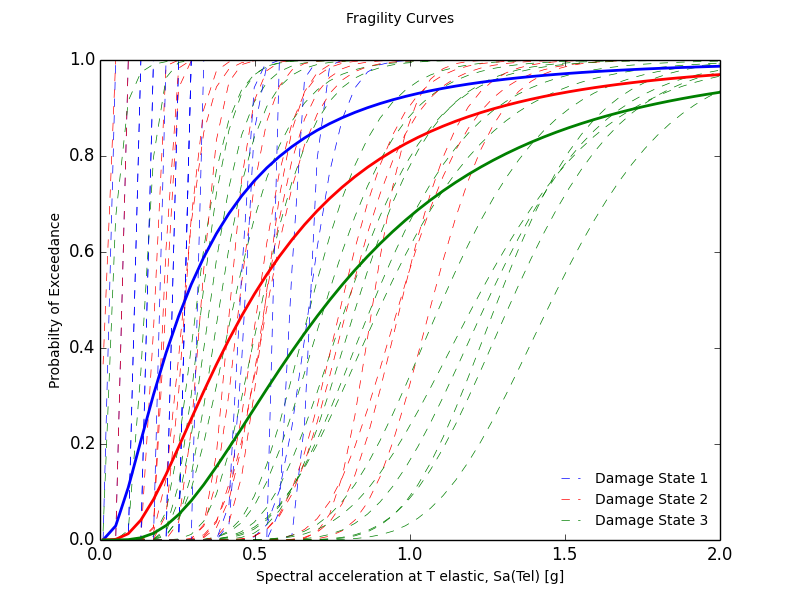 Fragility Curves
1.0
0.8
0.6
0.4
0.2
0.0
Probabilty of Exceedance
Damage State 1
Damage State 2
Damage State 3
0.0 0.5 1.0 1.5 2.0
Spectral acceleration at T elastic, Sa(Tel) [g]